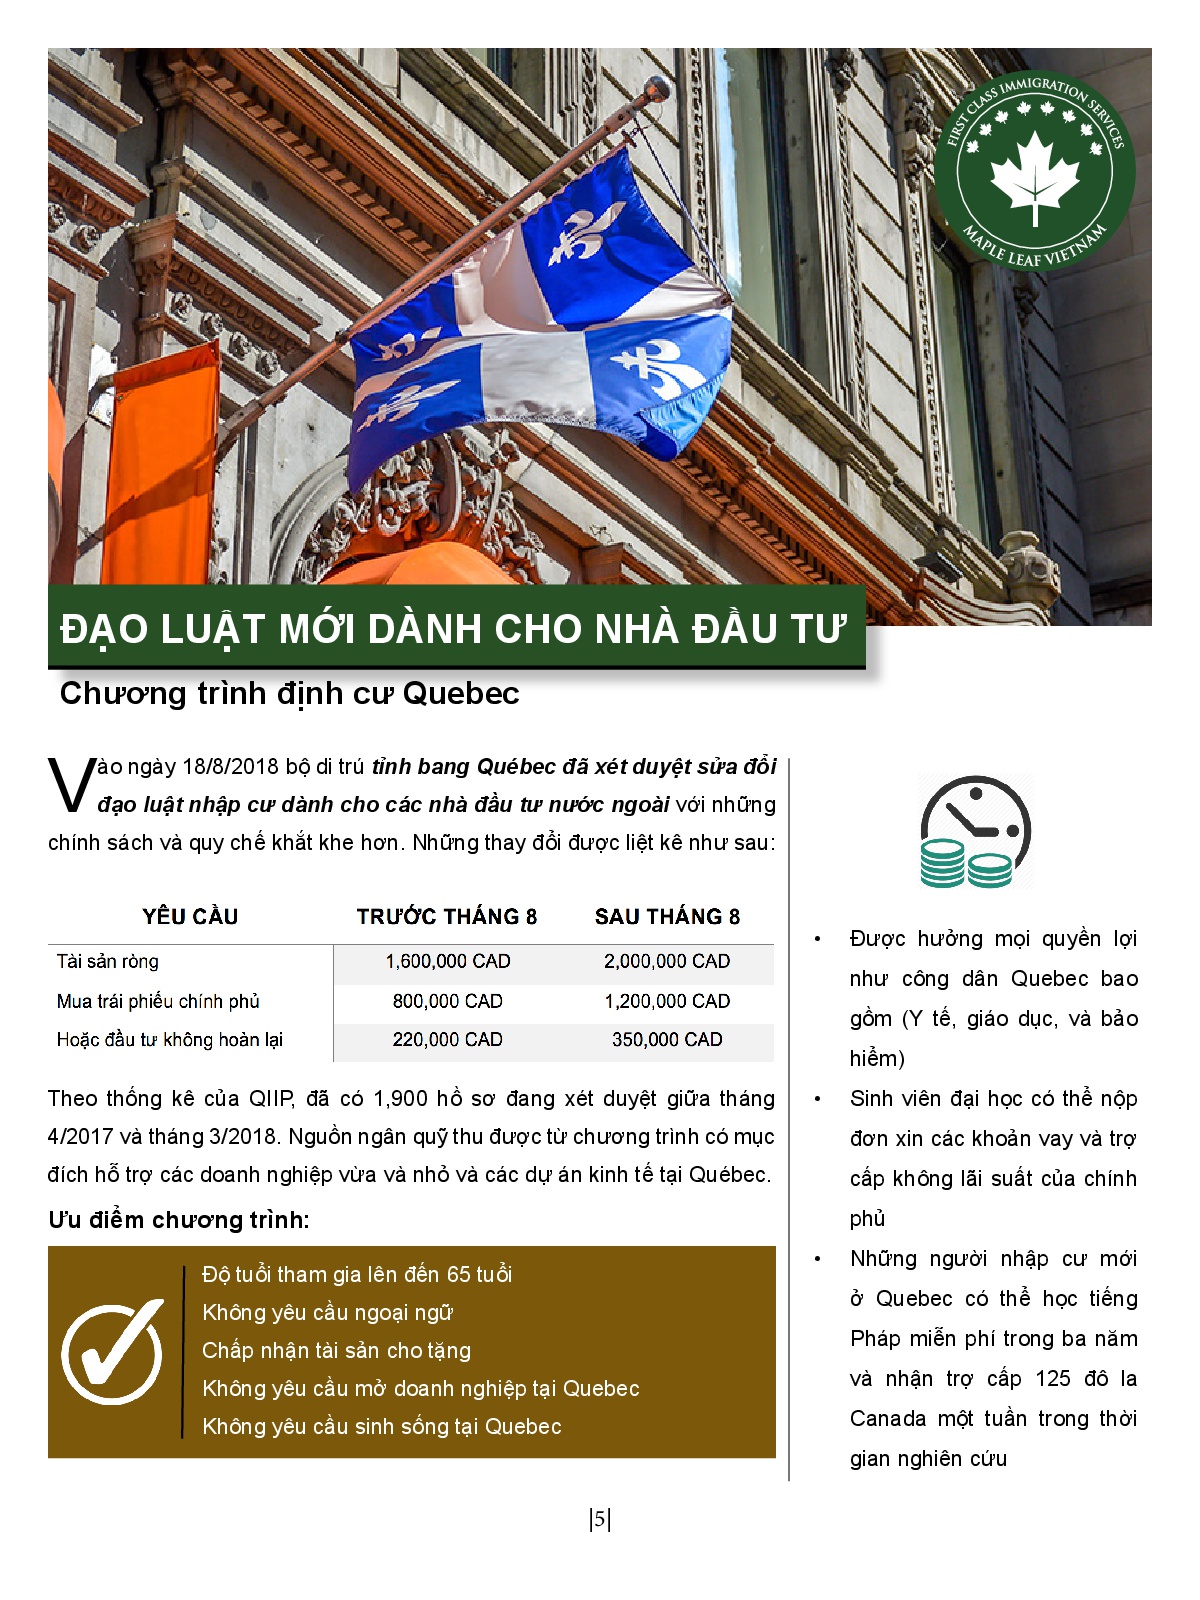 FIRST CLASS IMMIGRATION SERVICES
MAPLE LEAF VIETNAM
ĐẠO LUẬT MỚI DÀNH CHO NHÀ ĐẦU TƯ
Chương trình định cư Quebec
Vào ngày 18/8/2018 bộ di trú tỉnh bang Québec đã xét duyệt sửa đổi
đạo luật nhập cư dành cho các nhà đầu tư nước ngoài với những
chính sách và quy chế khắt khe hơn. Những thay đổi được liệt kê như sau:
YÊU CẦU TRƯỚC THÁNG 8 SAU THÁNG 8
Tài sản ròng 1,600,000 CAD 2,000,000 CAD
Mua trái phiếu chính phủ 800,000 CAD 1,200,000 CAD
Hoặc đầu tư không hoàn lại 220,000 CAD 350,000 CAD
Theo thống kê của QIIP, đã có 1,900 hồ sơ đang xét duyệt giữa tháng
4/2017 và tháng 3/2018. Nguồn ngân quỹ thu được từ chương trình có mục
đích hỗ trợ các doanh nghiệp vừa và nhỏ và các dự án kinh tế tại Québec.
Ưu điểm chương trình:
Độ tuổi tham gia lên đến 65 tuổi
Không yêu cầu ngoại ngữ
Chấp nhận tài sản cho tặng
Không yêu cầu mở doanh nghiệp tại Quebec
Không yêu cầu sinh sống tại Quebec
• Được hưởng mọi quyền lợi
như công dân Quebec bao
gồm (Y tế, giáo dục, và bảo
hiểm)
• Sinh viên đại học có thể nộp
đơn xin các khoản vay và trợ
cấp không lãi suất của chính
phủ
• Những người nhập cư mới
ở Quebec có thể học tiếng
Pháp miễn phí trong ba năm
và nhận trợ cấp 125 đô la
Canada một tuần trong thời
gian nghiên cứu
|5|